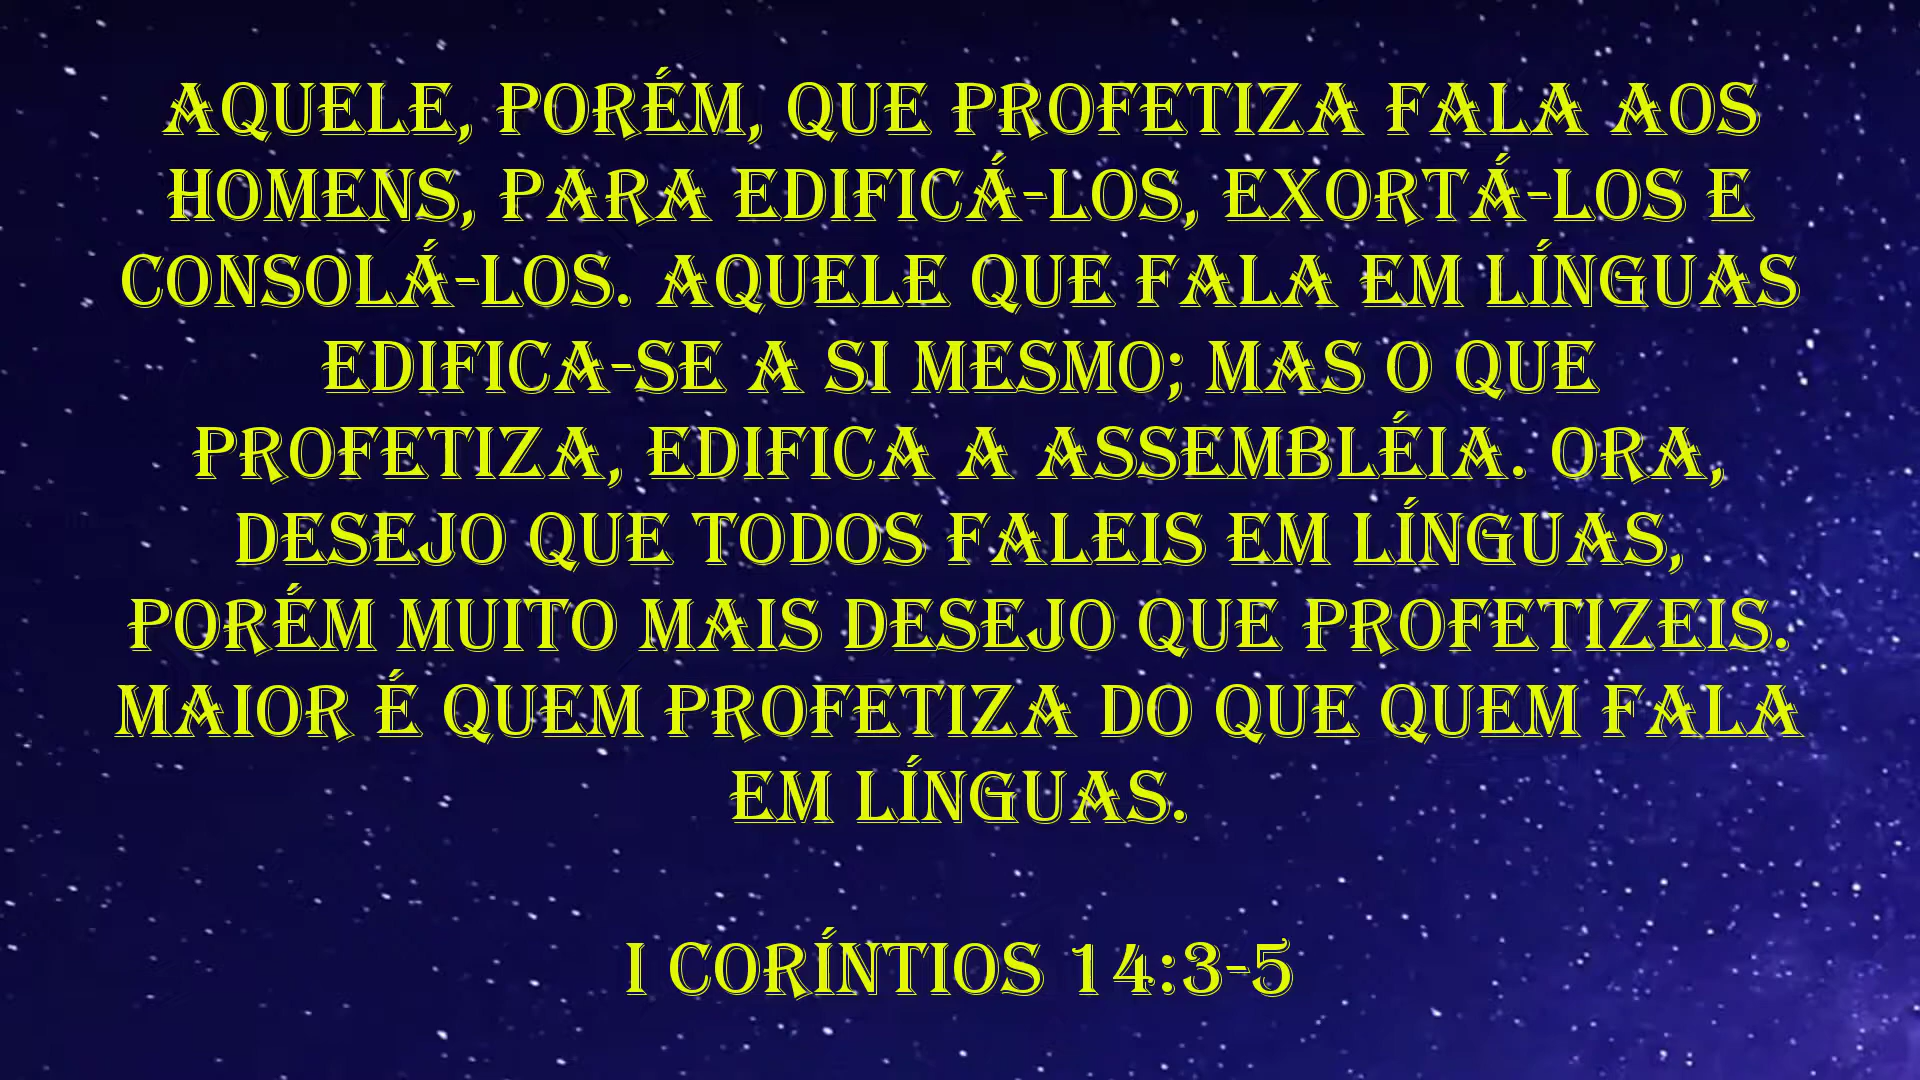 AQUELE, PORÉM, QUE PROFETIZA FALA AOS
HOMENS, PARA EDIFICÁ-LOS, EXORTÁ-LOS E
CONSOLÁ-LOS. AQUELE QUE FALA EM LÍNGUAS
EDIFICA-SE A SI MESMO; MAS O QUE
PROFETIZA, EDIFICA A ASSEMBLÉIA. ORA,
DESEJO QUE TODOS FALEIS EM LÍNGUAS,
PORÉM MUITO MAIS DESEJO QUE PROFETIZEIS.
MAIOR É QUEM PROFETIZA DO QUE QUEM FALA
EM LÍNGUAS.
I CORÍNTIOS 14:3-5